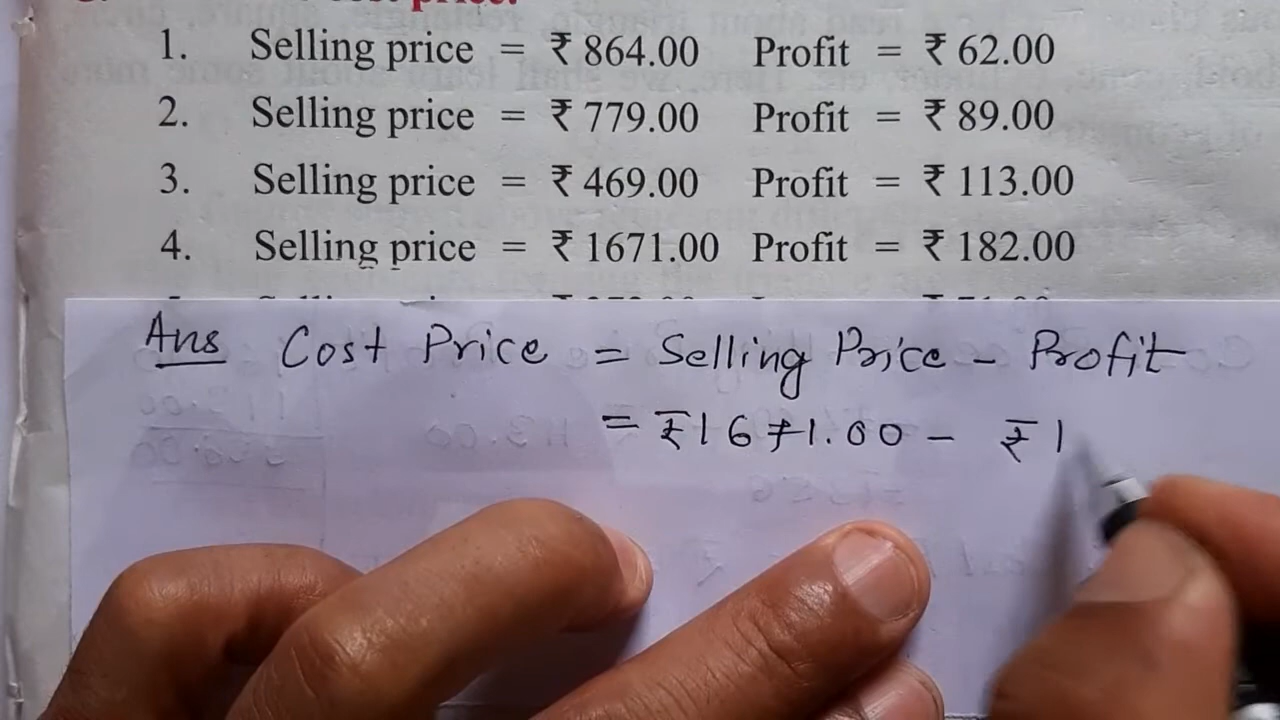 price.
1. Selling price = ₹ 864.00 Profit = ₹ 62.00
2. Selling price = ₹ 779.00 Profit = ₹ 89.00
3. Selling price = ₹ 469.00 Profit = ₹ 113.00
4. Selling price = ₹ 1671.00 Profit = ₹ 182.00
Ans Cost Price = Selling Price - Profit
= ₹1671.00 - ₹1